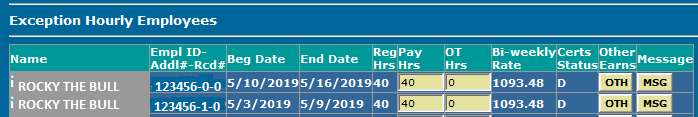 Exception Hourly Employees
Name Empl ID- Addl#-Rcd# Beg Date End Date Reg Hrs Pay Hrs OT Hrs Bi-weekly Rate Certs Status Other Earns Message
i ROCKY THE BULL 123456-0-0 5/10/2019 5/16/2019 40 40 0 1093.48 D OTH MSG
i ROCKY THE BULL 123456-1-0 5/3/2019 5/9/2019 40 40 0 1093.48 D OTH MSG